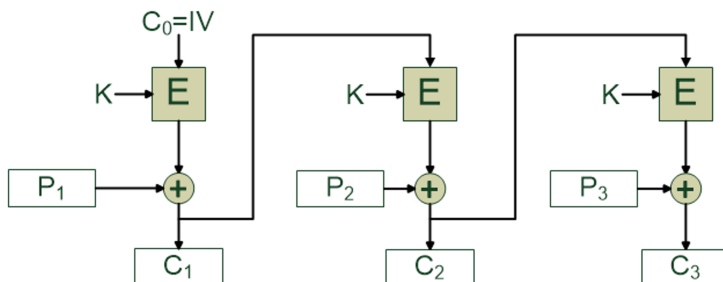 C₀=IV
K E K E K E
P₁ + P₂ + P₃ +
C₁ C₂ C₃